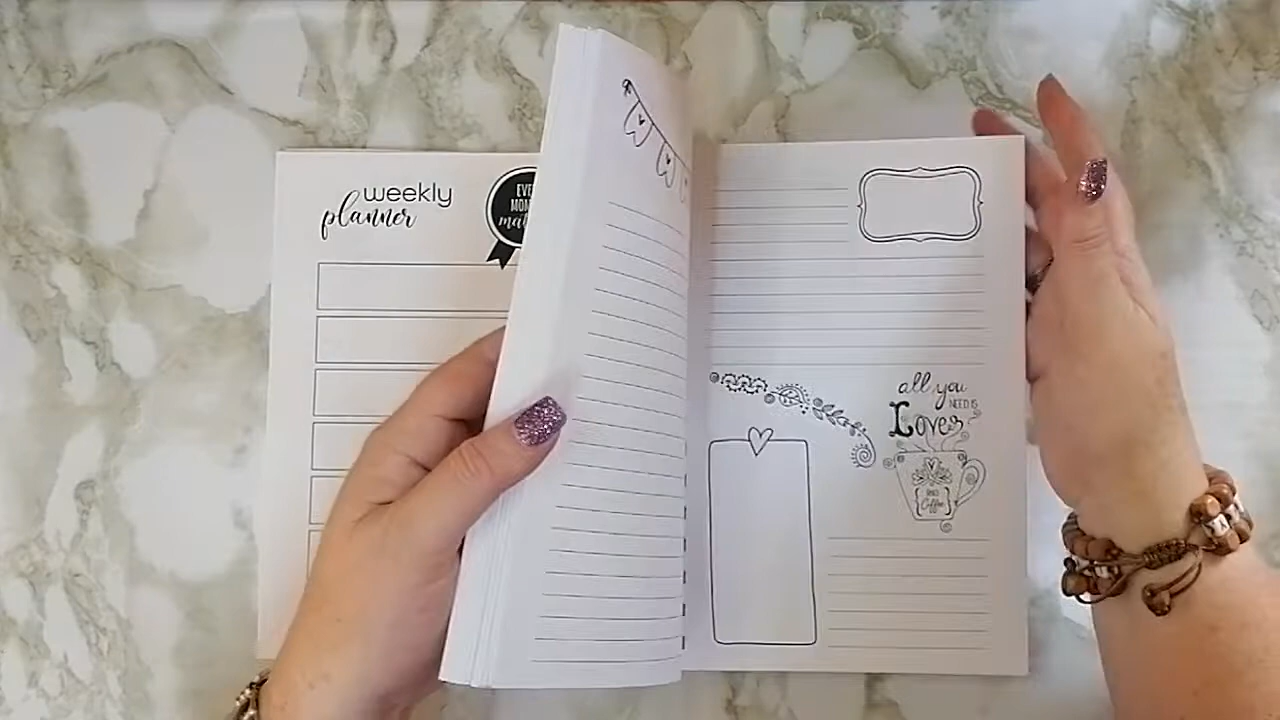 weekly
planner
all you
NEED IS
Love
AND
Coffee